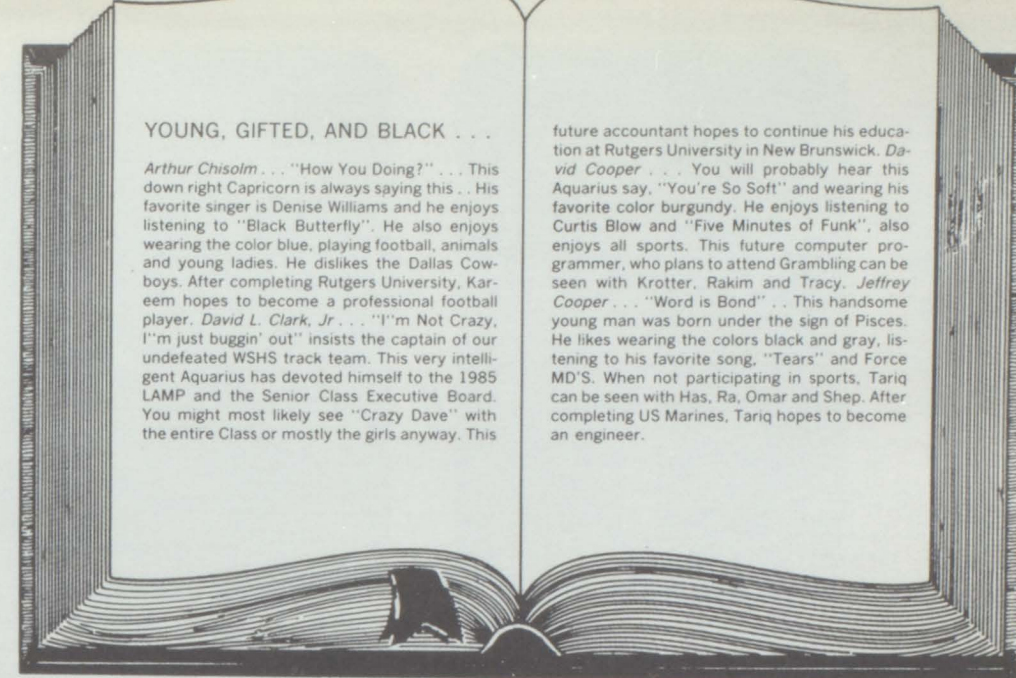 YOUNG, GIFTED, AND BLACK . . .
Arthur Chisolm . . . "How You Doing?" . . . This
down right Capricorn is always saying this . . His
favorite singer is Denise Williams and he enjoys
listening to "Black Butterfly". He also enjoys
wearing the color blue, playing football, animals
and young ladies. He dislikes the Dallas Cow-
boys. After completing Rutgers University, Kar-
eem hopes to become a professional football
player. David L. Clark, Jr . . . "I"m Not Crazy,
I"m just buggin' out" insists the captain of our
undefeated WSHS track team. This very intelli-
gent Aquarius has devoted himself to the 1985
LAMP and the Senior Class Executive Board.
You might most likely see "Crazy Dave" with
the entire Class or mostly the girls anyway. This
future accountant hopes to continue his educa-
tion at Rutgers University in New Brunswick. Da-
vid Cooper . . . You will probably hear this
Aquarius say, "You're So Soft" and wearing his
favorite color burgundy. He enjoys listening to
Curtis Blow and "Five Minutes of Funk", also
enjoys all sports. This future computer pro-
grammer, who plans to attend Grambling can be
seen with Krotter, Rakim and Tracy. Jeffrey
Cooper . . . "Word is Bond" . . This handsome
young man was born under the sign of Pisces.
He likes wearing the colors black and gray, lis-
tening to his favorite song, "Tears" and Force
MD'S. When not participating in sports, Tariq
can be seen with Has, Ra, Omar and Shep. After
completing US Marines, Tariq hopes to become
an engineer.